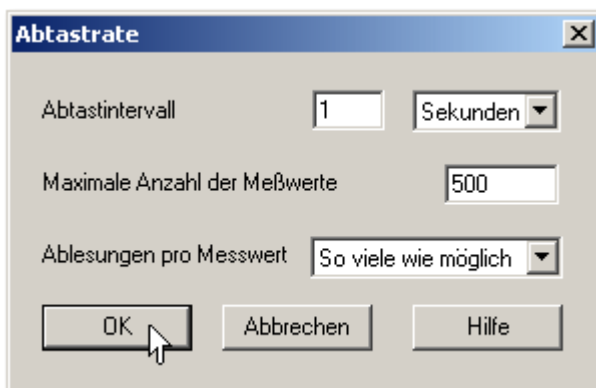 Abtastrate
Abtastintervall 1 Sekunden
Maximale Anzahl der Meßwerte 500
Ablesungen pro Messwert So viele wie möglich
OK Abbrechen Hilfe